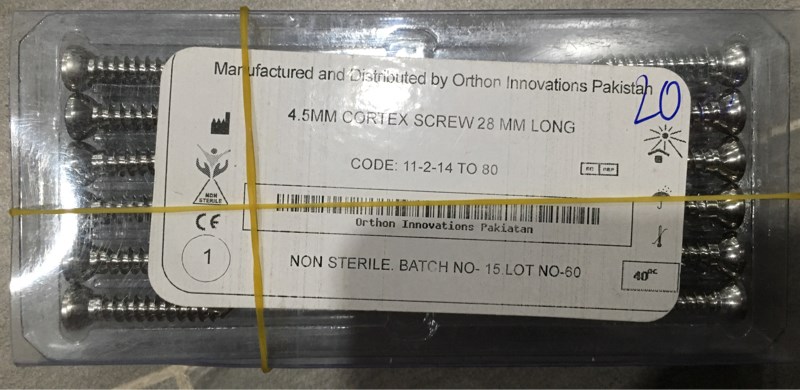 Manufactured and Distributed by Orthon Innovations Pakistan
20
4.5MM CORTEX SCREW 28 MM LONG
CODE: 11-2-14 TO 80
NON
STERILE
Orthon Innovations Pakiatan
CE
1
NON STERILE. BATCH NO- 15 LOT NO-60
40°C